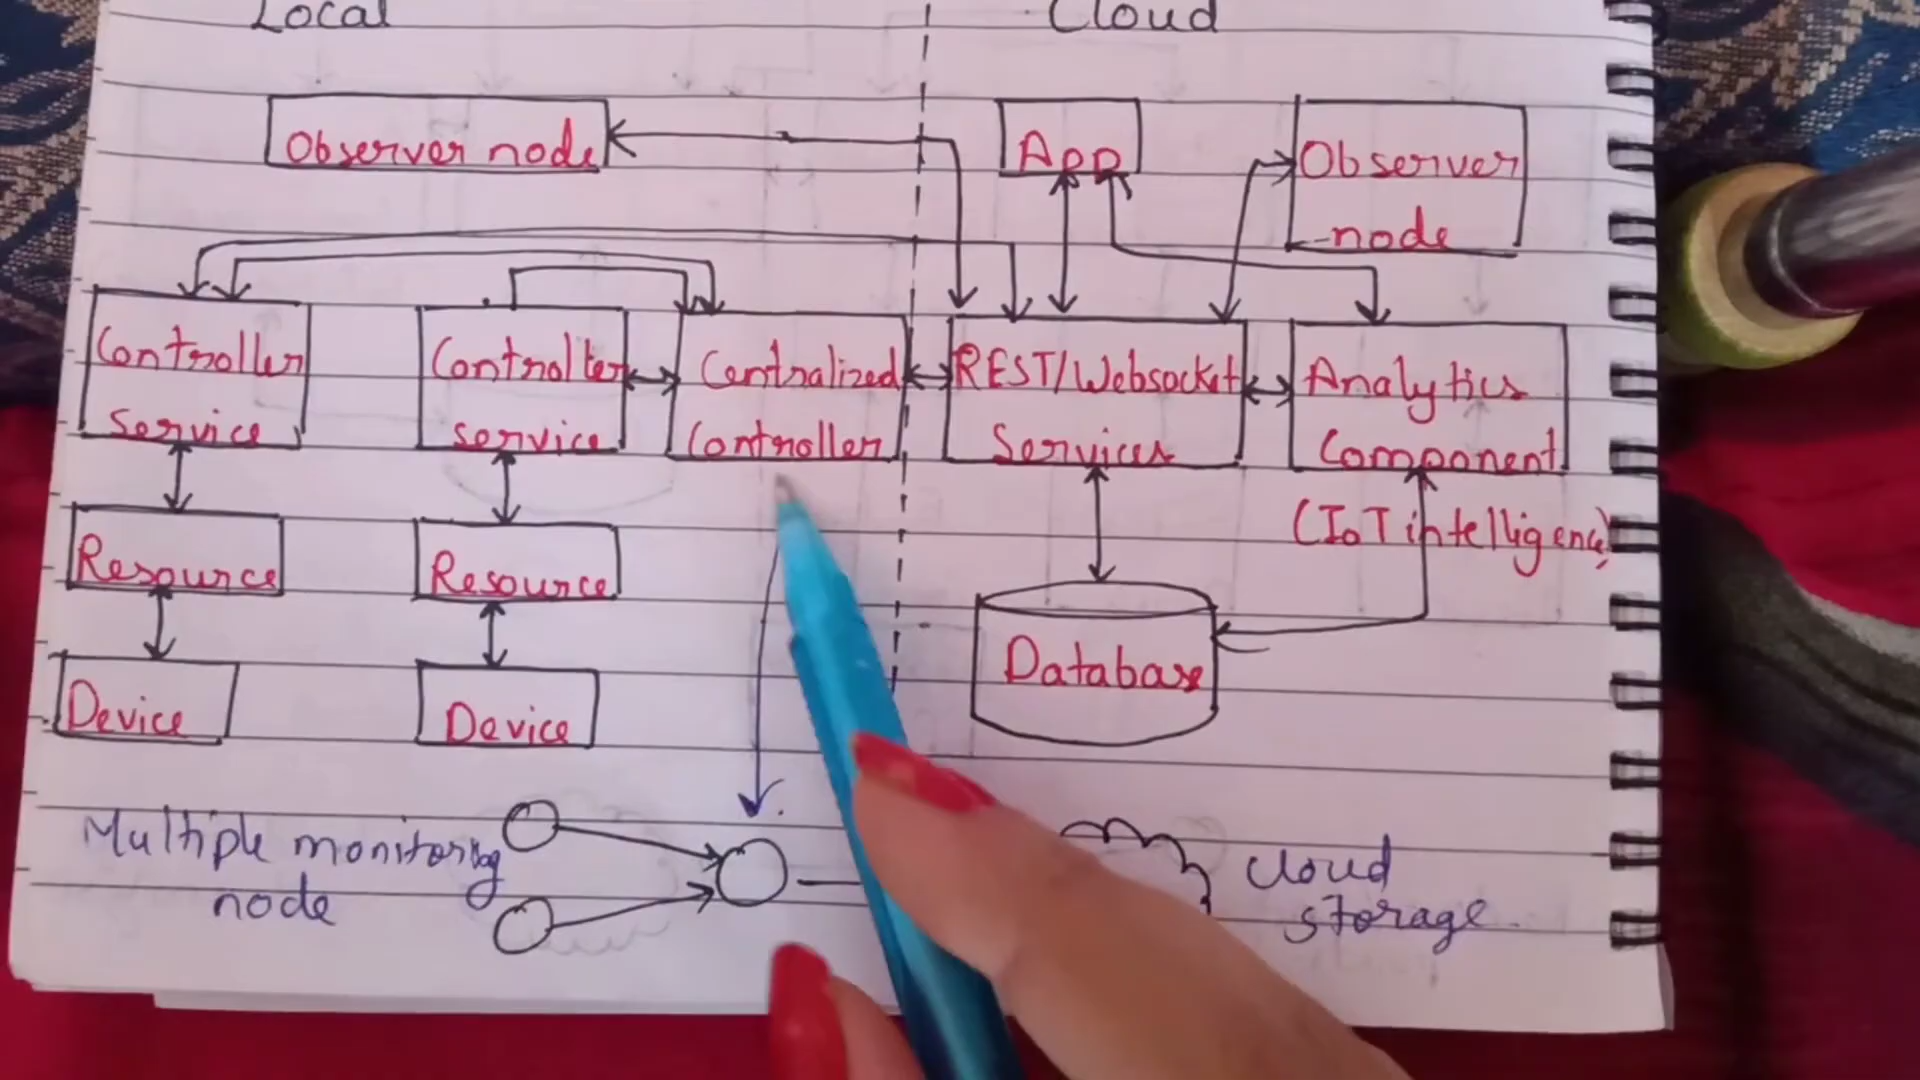 Local
Cloud
Observer node
App
Observer
node
Controller
service
Controller
service
Centralized
Controller
REST/Websocket
Services
Analytics
Component
(IoT intelligence)
Resource
Resource
Database
Device
Device
Multiple monitoring
node
Cloud
storage